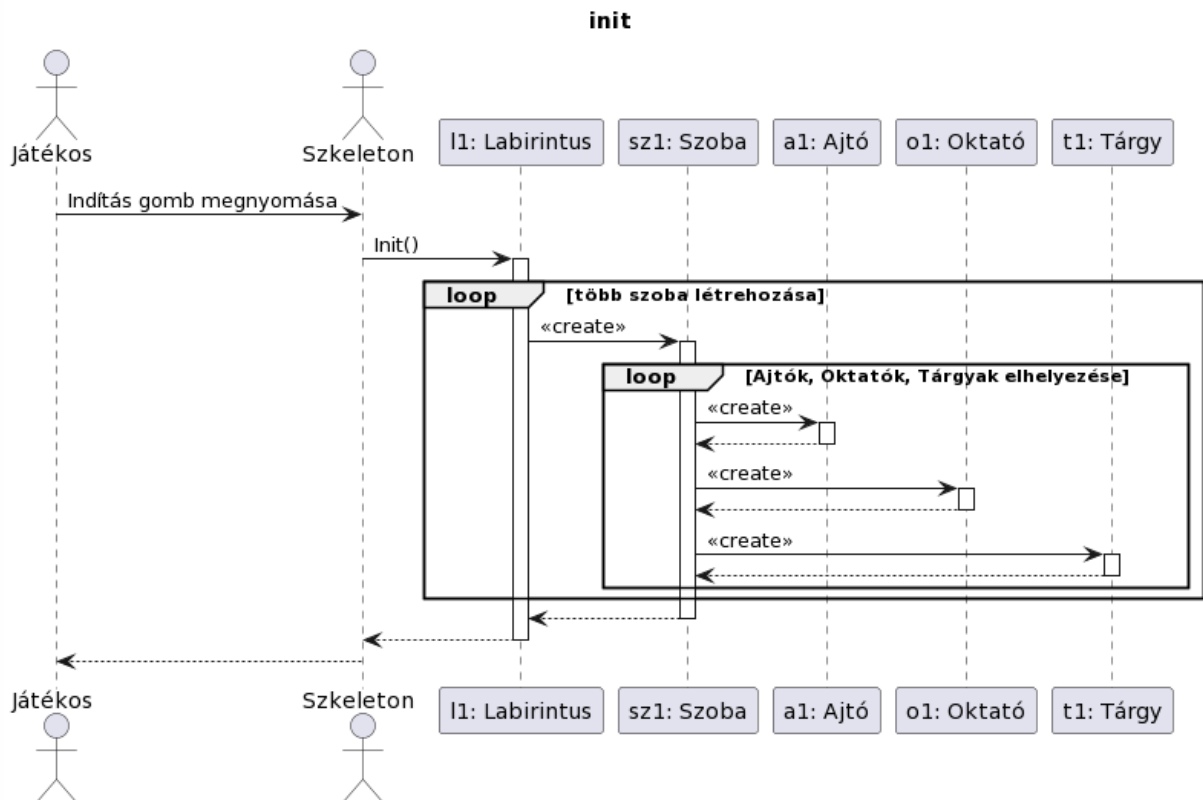 init
Játékos
Szkeleton
l1: Labirintus
sz1: Szoba
a1: Ajtó
o1: Oktató
t1: Tárgy
Indítás gomb megnyomása
Init()
loop [több szoba létrehozása]
«create»
loop [Ajtók, Oktatók, Tárgyak elhelyezése]
«create»
«create»
«create»
Játékos
Szkeleton
l1: Labirintus
sz1: Szoba
a1: Ajtó
o1: Oktató
t1: Tárgy